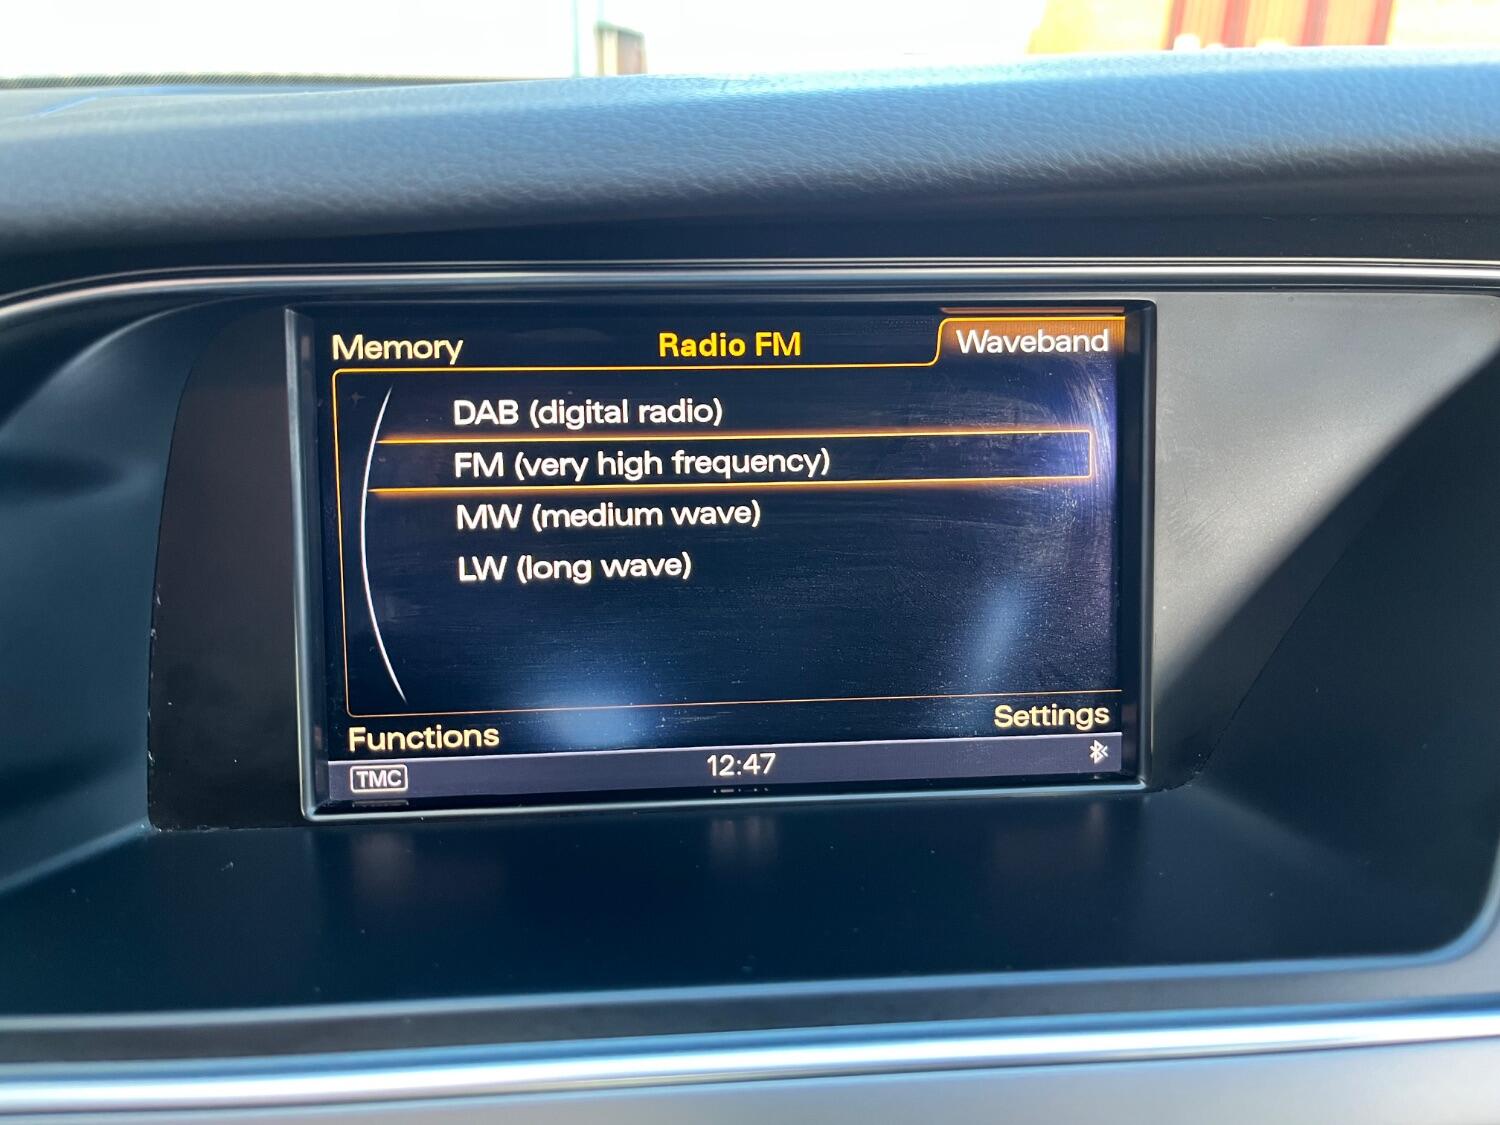 Memory
Radio FM
Waveband
DAB (digital radio)
FM (very high frequency)
MW (medium wave)
LW (long wave)
Functions
Settings
TMC
12:47